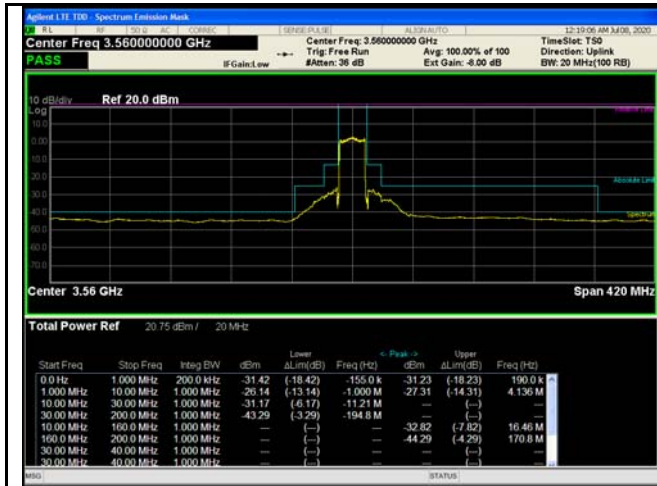 Agilent LTE TDD - Spectrum Emission Mask
RL RF 50 Ω AC CORREC SENSE:PULSE ALIGNAUTO 12:19:06 AM Jul 08, 2020
Center Freq 3.560000000 GHz Center Freq: 3.560000000 GHz TimeSlot: TS0
Trig: Free Run Avg: 100.00% of 100 Direction: Uplink
PASS IFGain:Low #Atten: 36 dB Ext Gain: -8.00 dB BW: 20 MHz(100 RB)
10 dB/div Ref 20.0 dBm
Log
10.0
0.00
-10.0
-20.0
Absolute Limit
-30.0
-40.0
Spectrum
-60.0
-70.0
Center 3.56 GHz Span 420 MHz
Total Power Ref 20.75 dBm / 20 MHz
Lower <- Peak -> Upper
Start Freq Stop Freq Integ BW dBm ΔLim(dB) Freq (Hz) dBm ΔLim(dB) Freq (Hz)
0.0 Hz 1.000 MHz 200.0 kHz -31.42 (-18.42) -155.0 k -31.23 (-18.23) 190.0 k
1.000 MHz 10.00 MHz 1.000 MHz -26.14 (-13.14) -1.000 M -27.31 (-14.31) 4.136 M
10.00 MHz 30.00 MHz 1.000 MHz -31.17 (-6.17) -11.21 M --- (---) ---
30.00 MHz 200.0 MHz 1.000 MHz -43.29 (-3.29) -194.8 M --- (---) ---
10.00 MHz 160.0 MHz 1.000 MHz --- (---) --- -32.82 (-7.82) 16.46 M
160.0 MHz 200.0 MHz 1.000 MHz --- (---) --- -44.29 (-4.29) 170.8 M
30.00 MHz 40.00 MHz 1.000 MHz --- (---) --- --- (---) ---
30.00 MHz 40.00 MHz 1.000 MHz --- (---) --- --- (---) ---
MSG STATUS